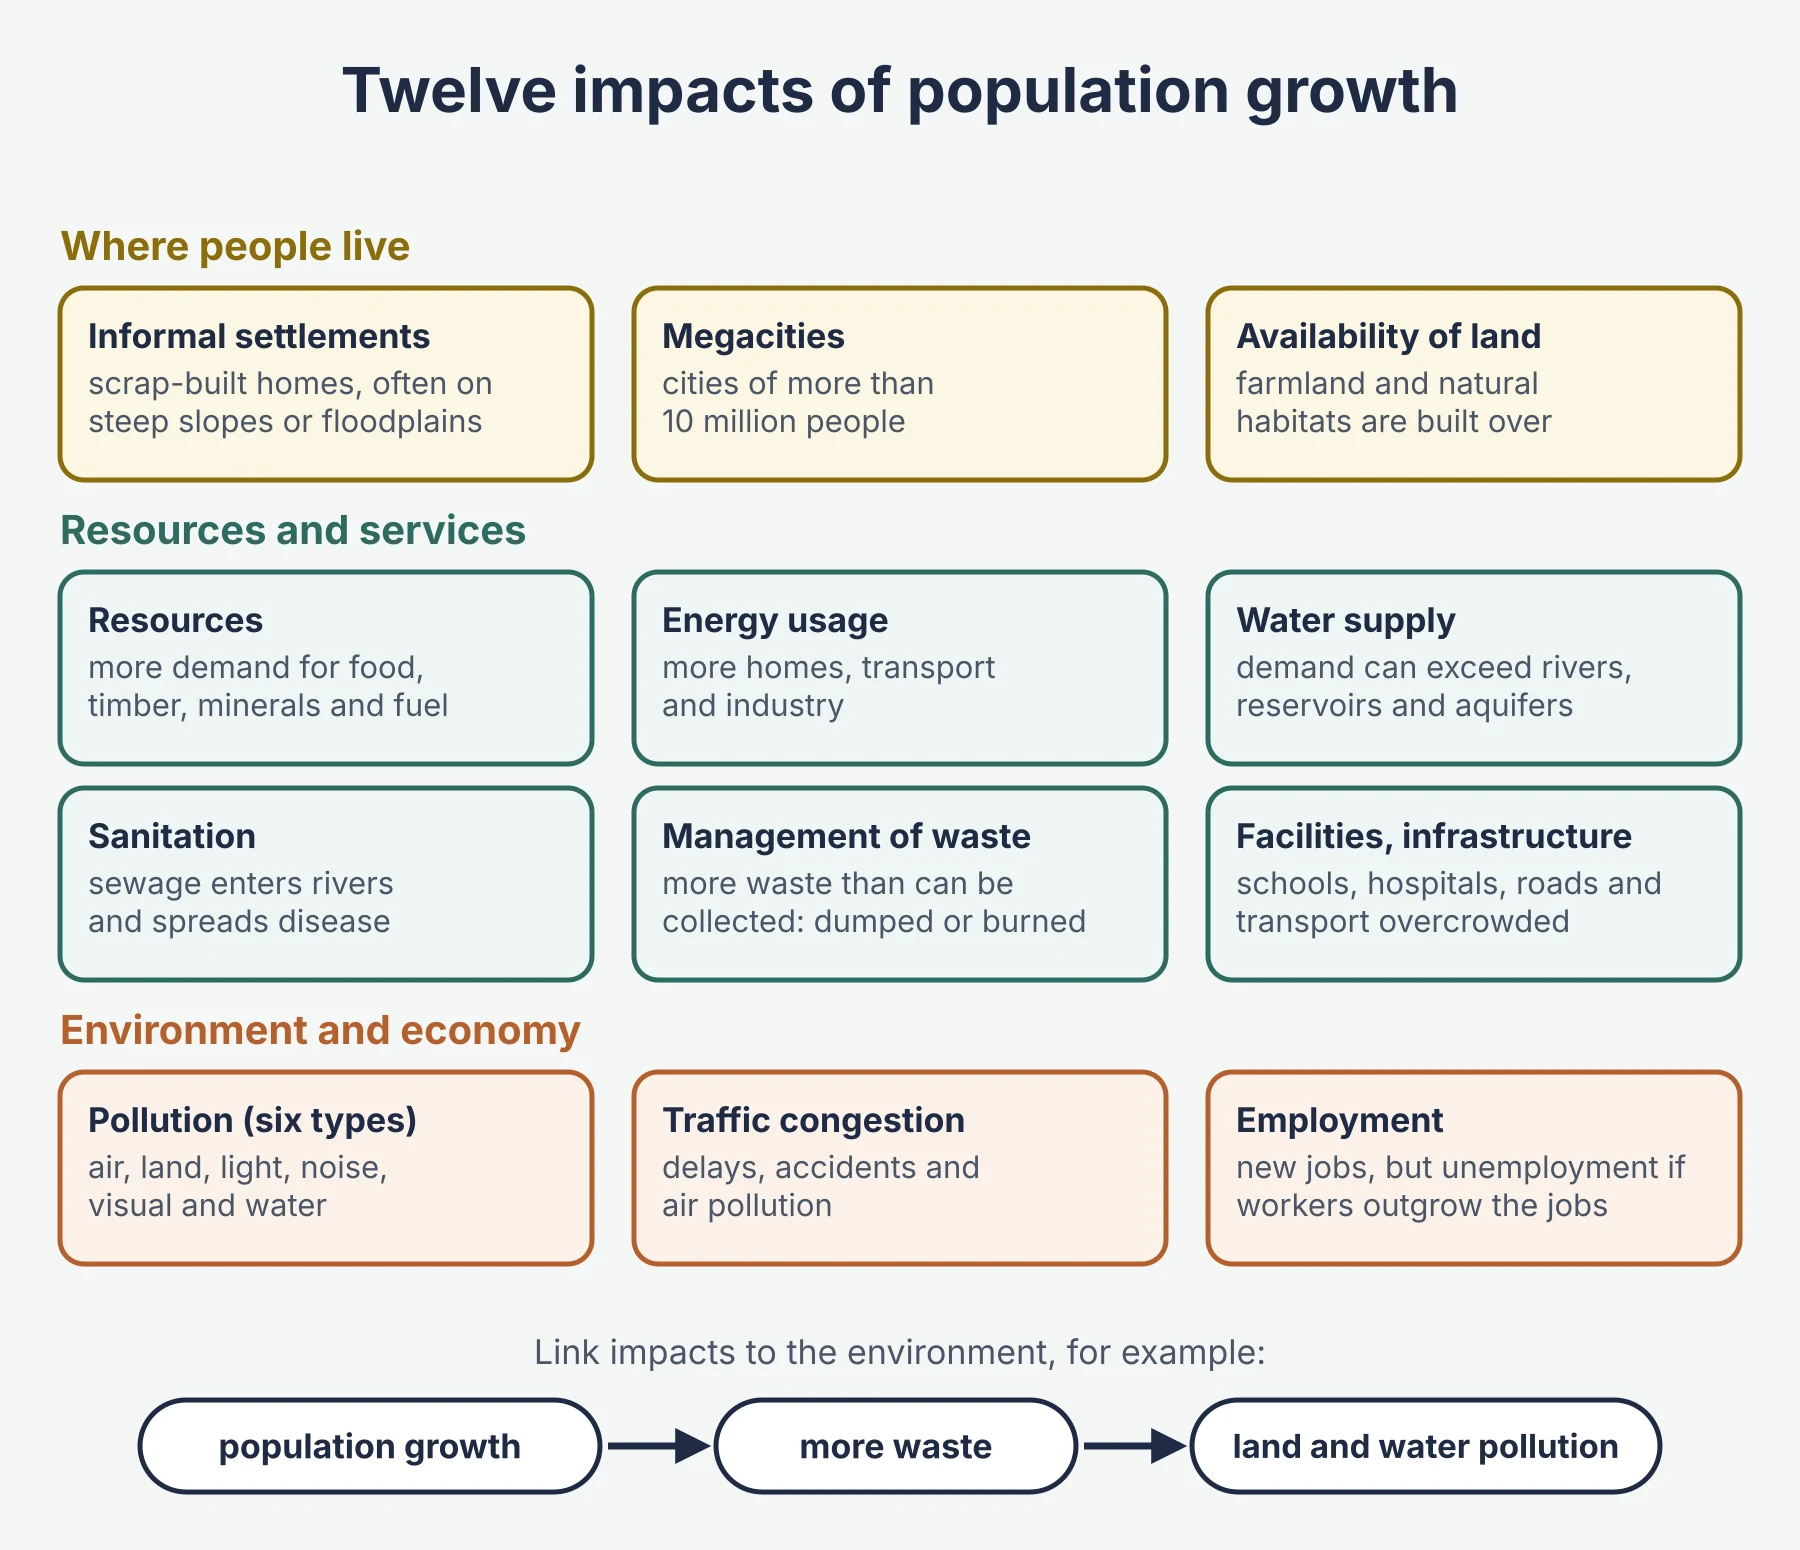 Twelve impacts of population growth
Where people live
Informal settlements
scrap-built homes, often on
steep slopes or floodplains
Megacities
cities of more than
10 million people
Availability of land
farmland and natural
habitats are built over
Resources and services
Resources
more demand for food,
timber, minerals and fuel
Energy usage
more homes, transport
and industry
Water supply
demand can exceed rivers,
reservoirs and aquifers
Sanitation
sewage enters rivers
and spreads disease
Management of waste
more waste than can be
collected: dumped or burned
Facilities, infrastructure
schools, hospitals, roads and
transport overcrowded
Environment and economy
Pollution (six types)
air, land, light, noise,
visual and water
Traffic congestion
delays, accidents and
air pollution
Employment
new jobs, but unemployment if
workers outgrow the jobs
Link impacts to the environment, for example:
population growth
more waste
land and water pollution